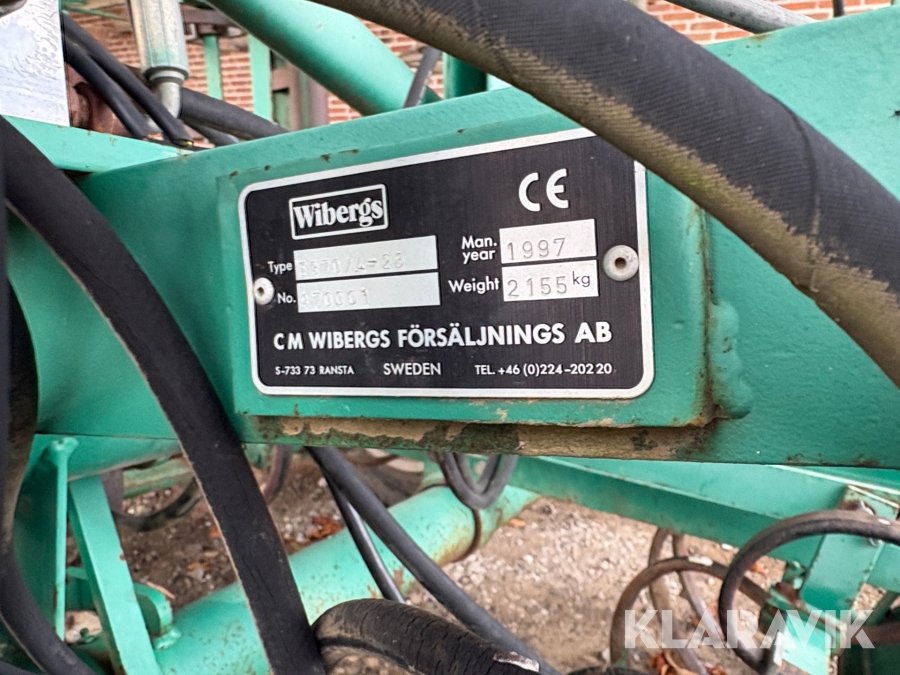 Wibergs
CE
Type
Man. year 1997
No.
Weight 2155 kg
CM WIBERGS FÖRSÄLJNINGS AB
S-733 73 RANSTA SWEDEN TEL. +46 (0)224-202 20
KLARAVIK